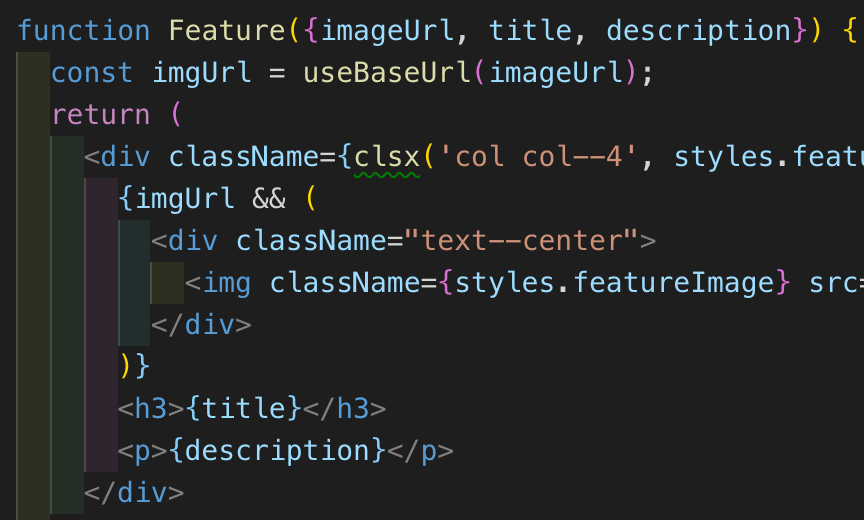 function Feature({imageUrl, title, description}) {
const imgUrl = useBaseUrl(imageUrl);
return (
<div className={clsx('col col--4', styles.
{imgUrl && (
<div className="text--center">
<img className={styles.featureImage} src=
</div>
)}
<h3>{title}</h3>
<p>{description}</p>
</div>